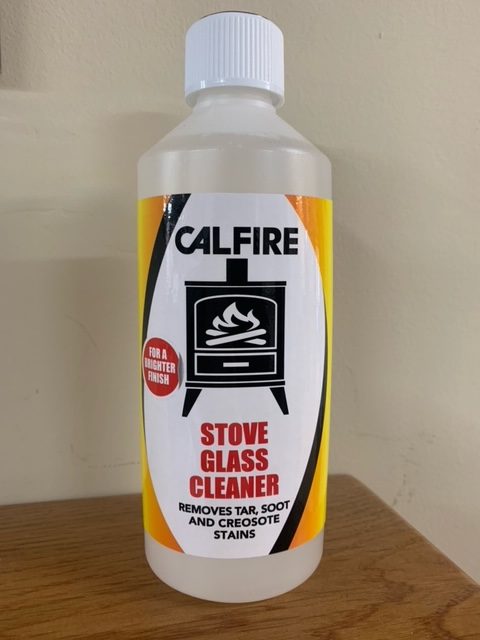 CALFIRE
FOR A
BRIGHTER
FINISH
STOVE
GLASS
CLEANER
REMOVES TAR, SOOT
AND CREOSOTE
STAINS